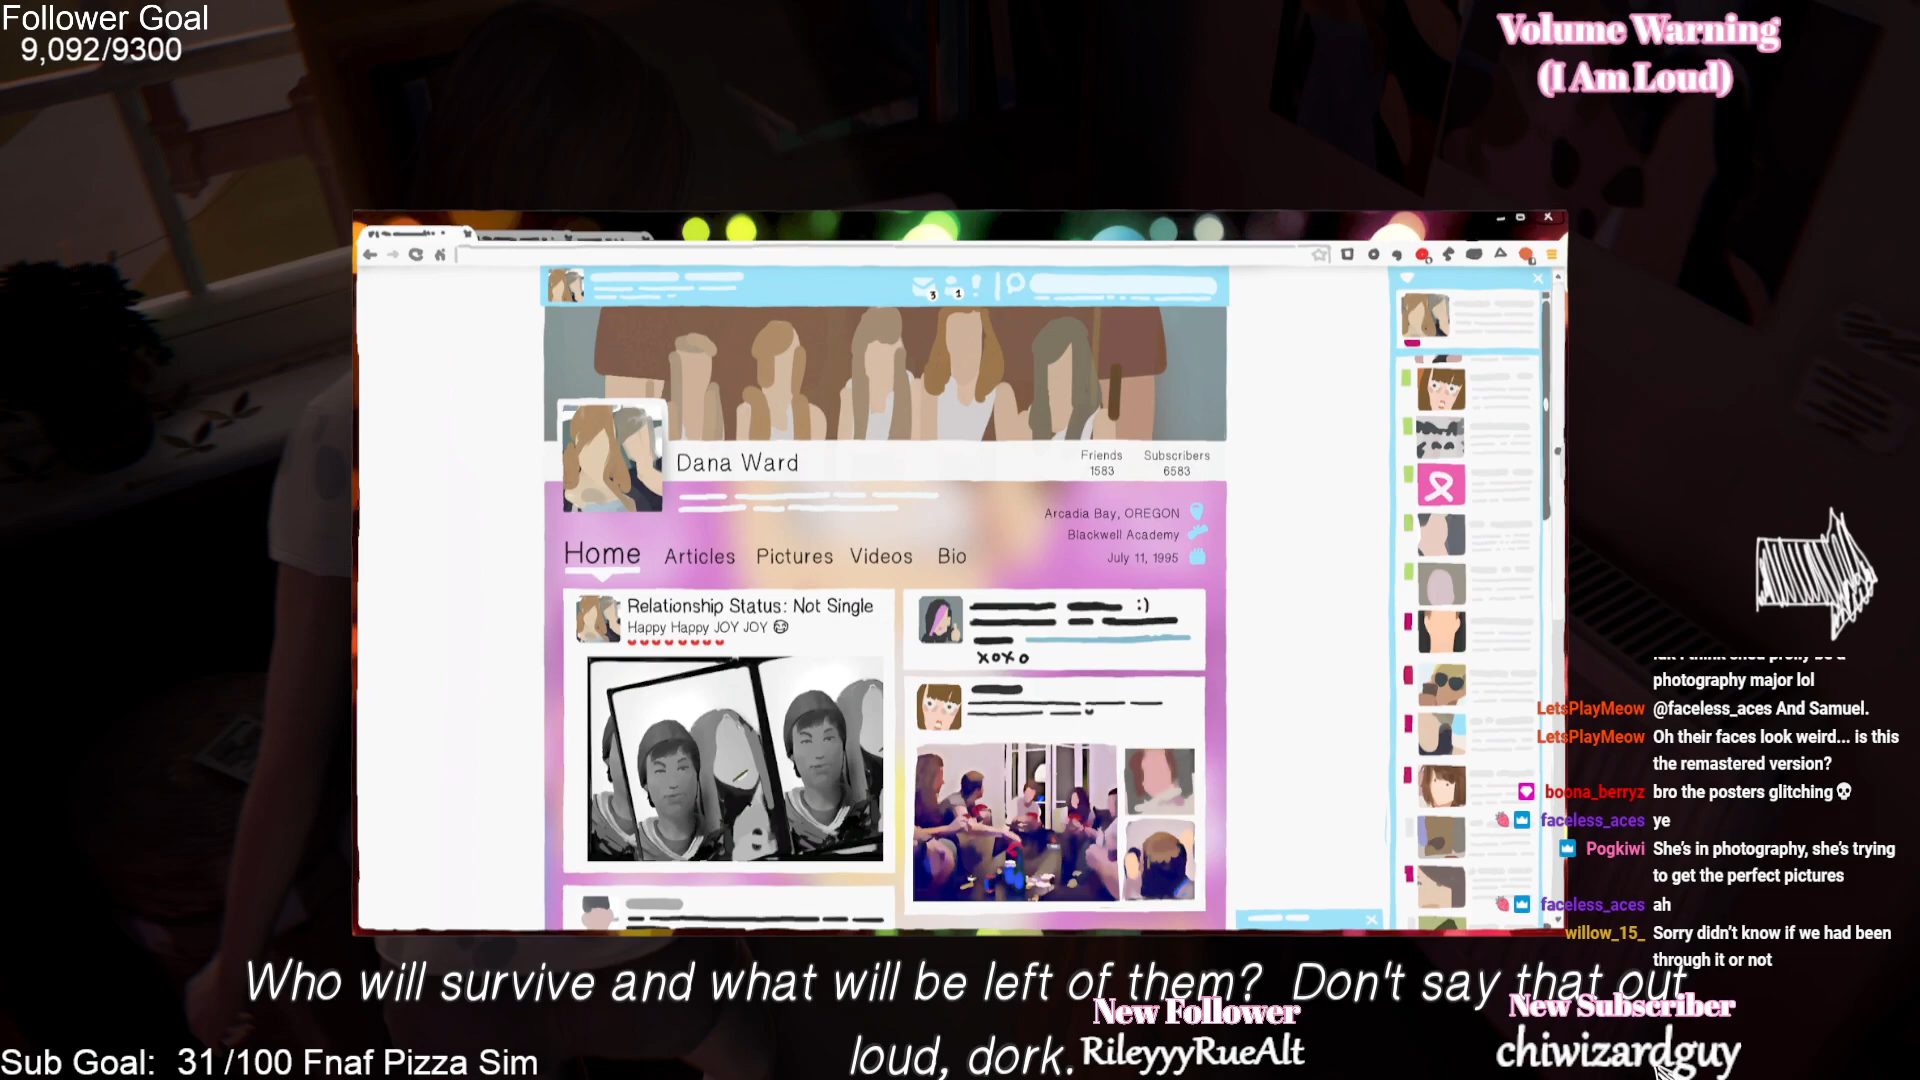 Follower Goal
9,092/9300
Volume Warning
(I Am Loud)
3
1
Dana Ward
Friends
1583
Subscribers
6583
Arcadia Bay, OREGON
Blackwell Academy
July 11, 1995
Home
Articles
Pictures
Videos
Bio
Relationship Status: Not Single
Happy Happy JOY JOY
:)
xoxo
photography major lol
LetsPlayMeow @faceless_aces And Samuel.
LetsPlayMeow Oh their faces look weird... is this
the remastered version?
boona_berryz bro the posters glitching💀
faceless_aces ye
Pogkiwi She's in photography, she's trying
to get the perfect pictures
faceless_aces ah
willow_15_ Sorry didn't know if we had been
through it or not
Who will survive and what will be left of them? Don't say that out
loud, dork.
New Follower
RileyyyRueAlt
New Subscriber
chiwizardguy
Sub Goal: 31/100 Fnaf Pizza Sim